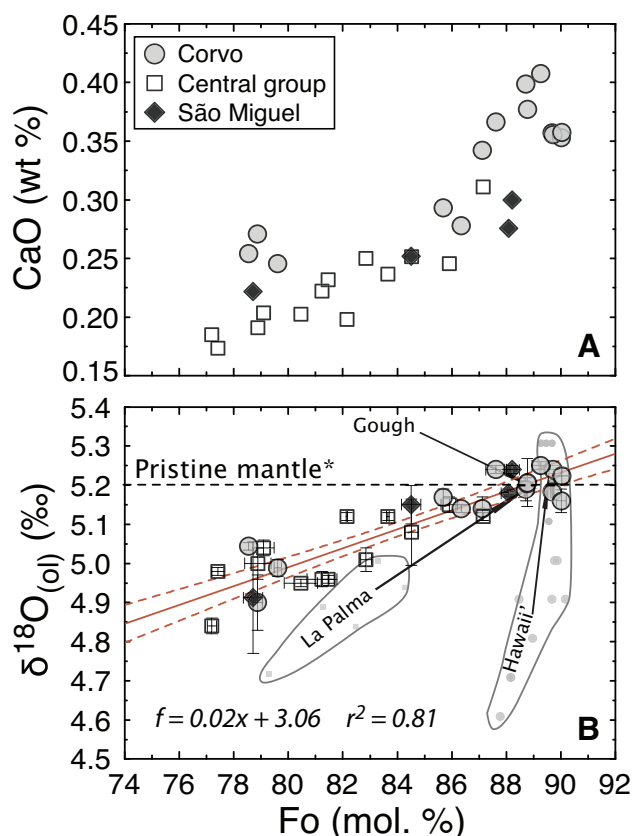 Corvo
Central group
São Miguel
CaO (wt %)
0.45
0.40
0.35
0.30
0.25
0.20
0.15
A
5.4
5.3
5.2
5.1
5.0
4.9
4.8
4.7
4.6
4.5
δ18O(ol) (‰)
Gough
Pristine mantle*
La Palma
Hawaii’
f = 0.02x + 3.06 r2 = 0.81
B
74 76 78 80 82 84 86 88 90 92
Fo (mol. %)